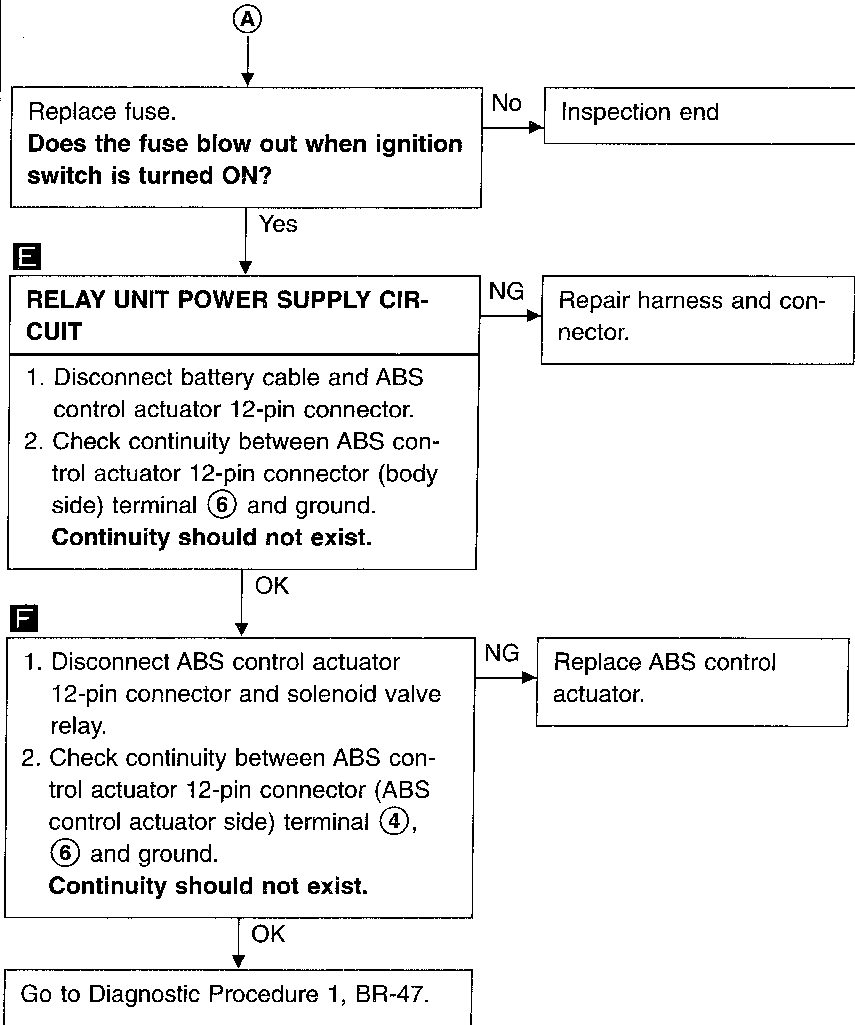 A
Replace fuse.
Does the fuse blow out when ignition
switch is turned ON?
No
Inspection end
Yes
E
RELAY UNIT POWER SUPPLY CIR-
CUIT
NG
Repair harness and con-
nector.
1. Disconnect battery cable and ABS
control actuator 12-pin connector.
2. Check continuity between ABS con-
trol actuator 12-pin connector (body
side) terminal ⑥ and ground.
Continuity should not exist.
OK
F
1. Disconnect ABS control actuator
12-pin connector and solenoid valve
relay.
2. Check continuity between ABS con-
trol actuator 12-pin connector (ABS
control actuator side) terminal ④,
⑥ and ground.
Continuity should not exist.
NG
Replace ABS control
actuator.
OK
Go to Diagnostic Procedure 1, BR-47.